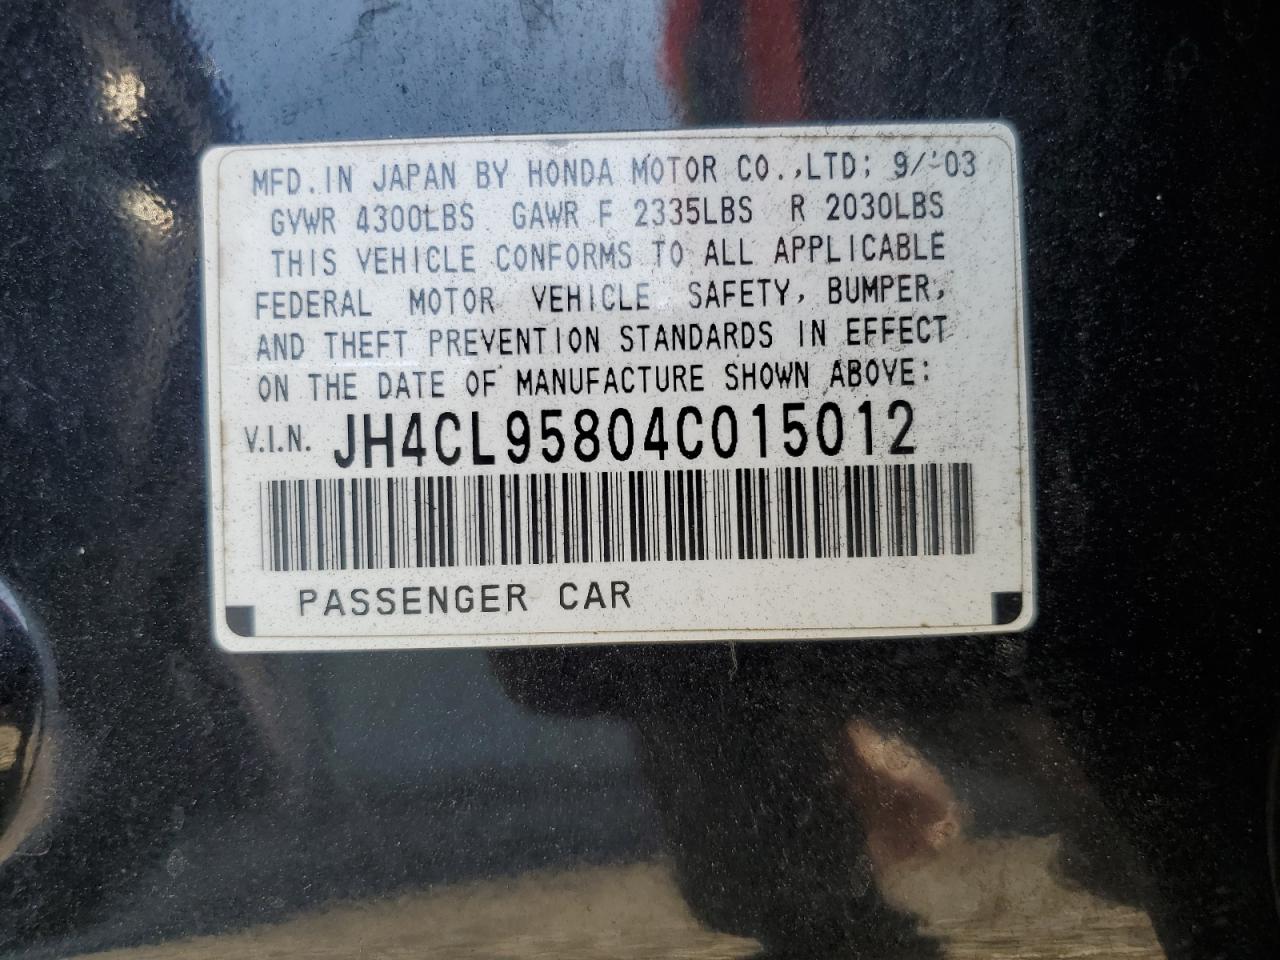 MFD. IN JAPAN BY HONDA MOTOR CO.,LTD; 9/'03
GVWR 4300LBS GAWR F 2335LBS R 2030LBS
THIS VEHICLE CONFORMS TO ALL APPLICABLE
FEDERAL MOTOR VEHICLE SAFETY, BUMPER,
AND THEFT PREVENTION STANDARDS IN EFFECT
ON THE DATE OF MANUFACTURE SHOWN ABOVE:
V.I.N. JH4CL95804C015012
PASSENGER CAR